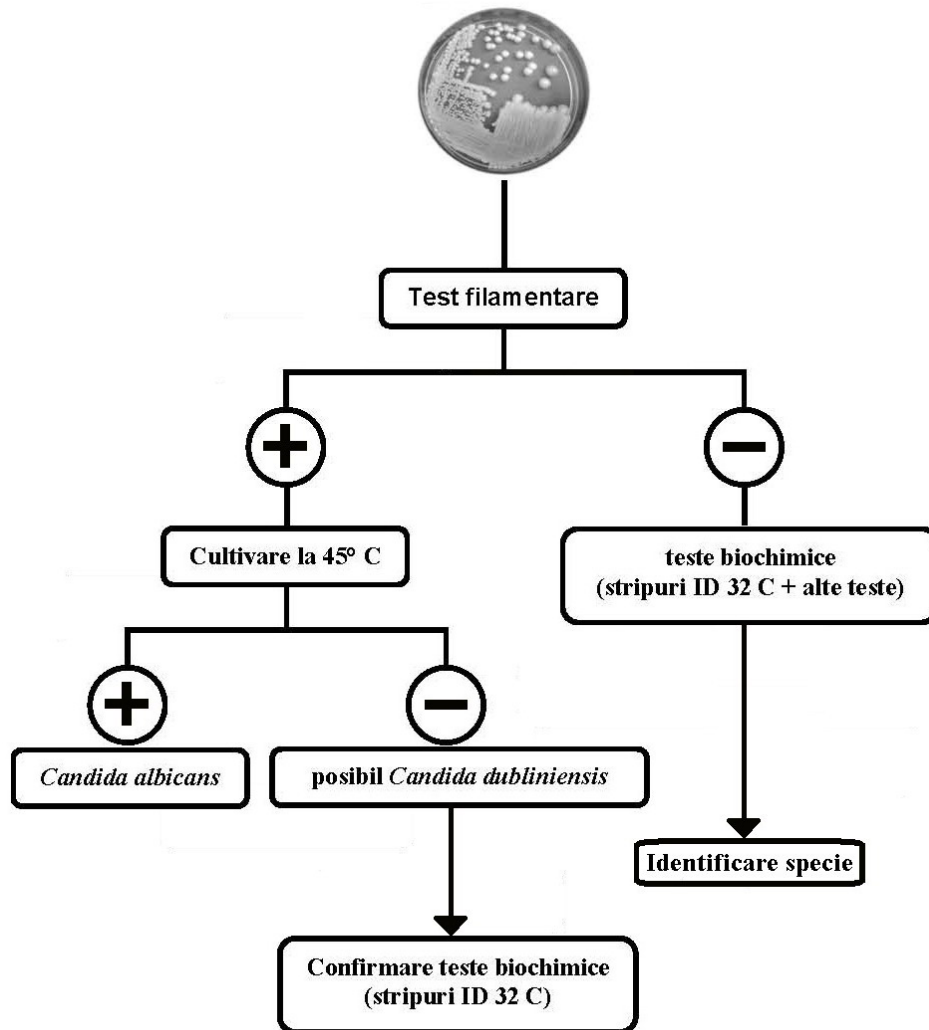 Test filamentare
Cultivare la 45° C
teste biochimice
(stripuri ID 32 C + alte teste)
Candida albicans
posibil Candida dubliniensis
Identificare specie
Confirmare teste biochimice
(stripuri ID 32 C)